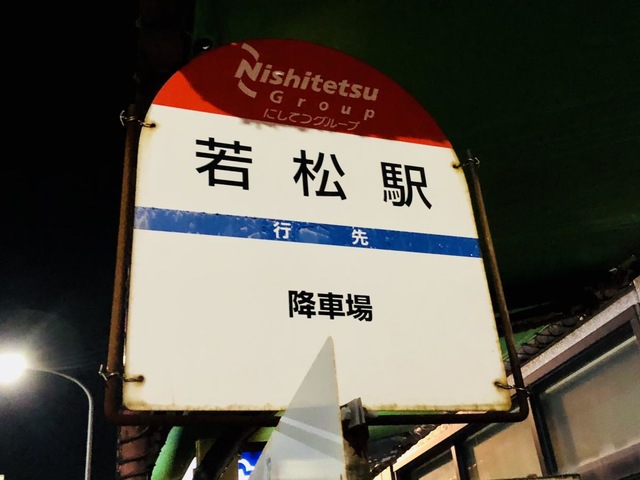 Nishitetsu
Group
にしてつグループ
若松駅
行先
降車場